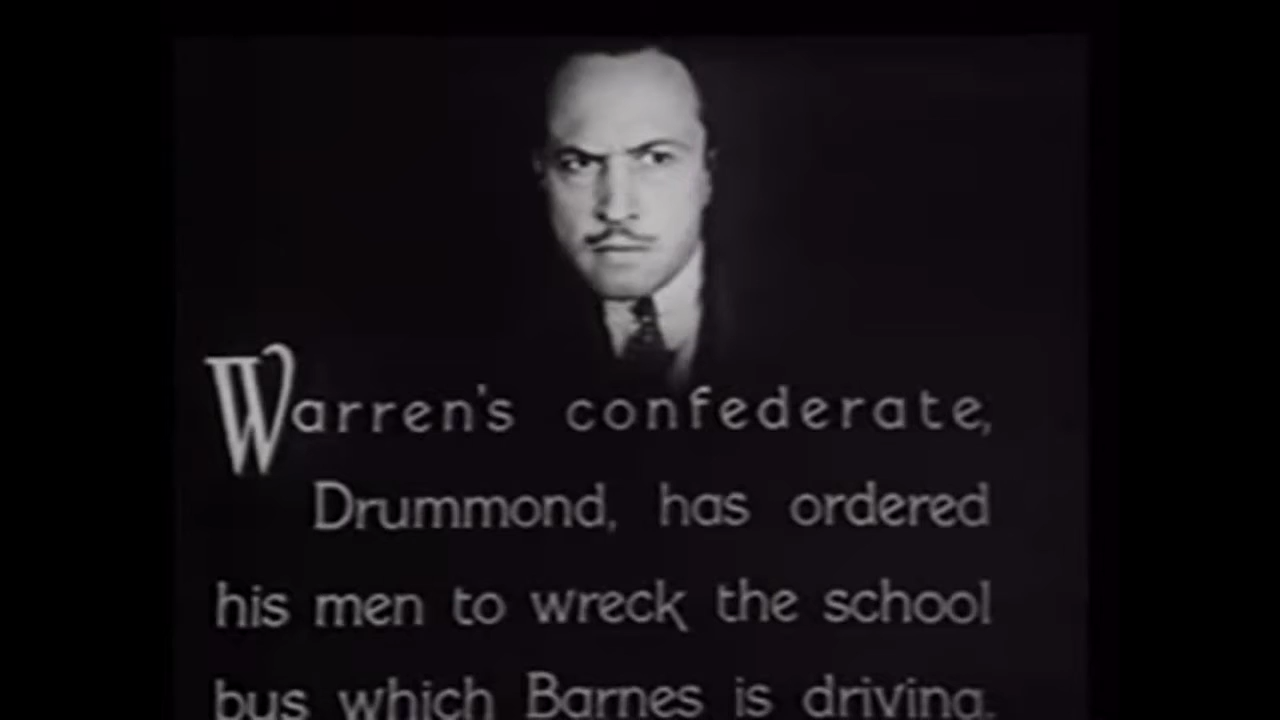 Warren's confederate,
Drummond, has ordered
his men to wreck the school
bus which Barnes is driving.